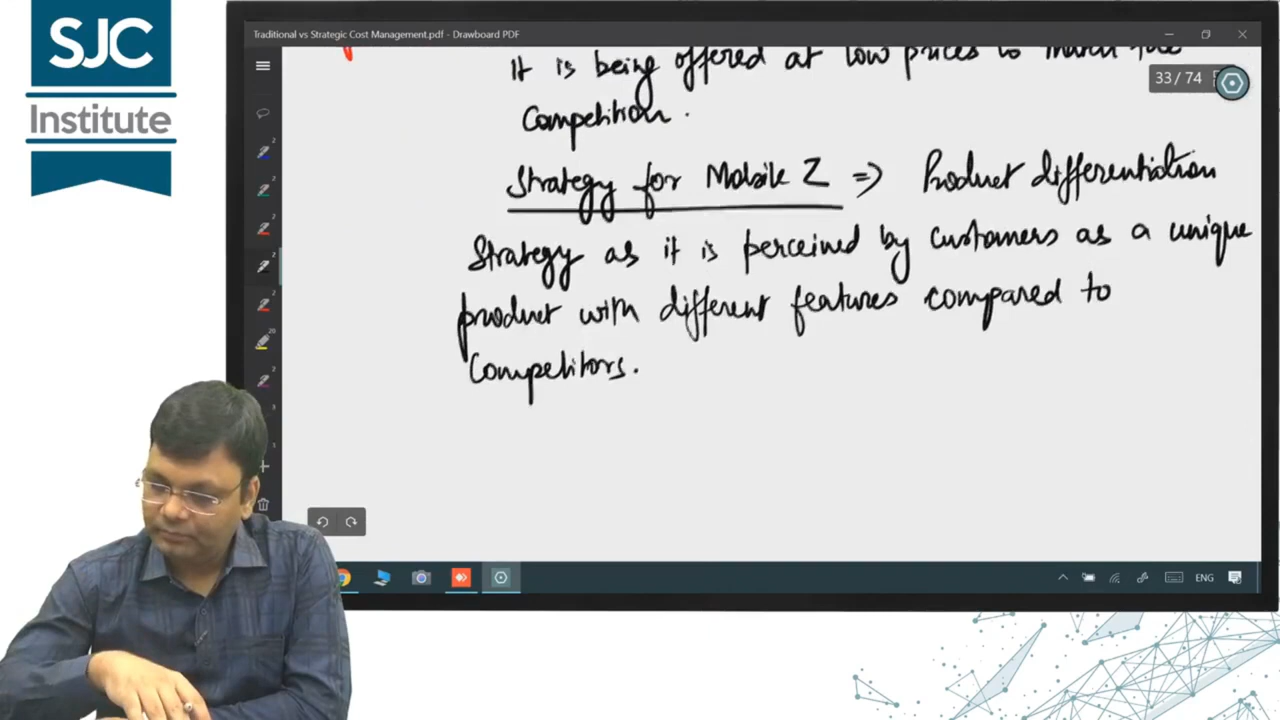 SJC
Institute
Traditional vs Strategic Cost Management.pdf - Drawboard PDF
33 / 74
It is being offered at low prices to match the
Competition.
Strategy for Mobile Z => Product differentiation
Strategy as it is perceived by customers as a unique
product with different features compared to
Competitors.
ENG